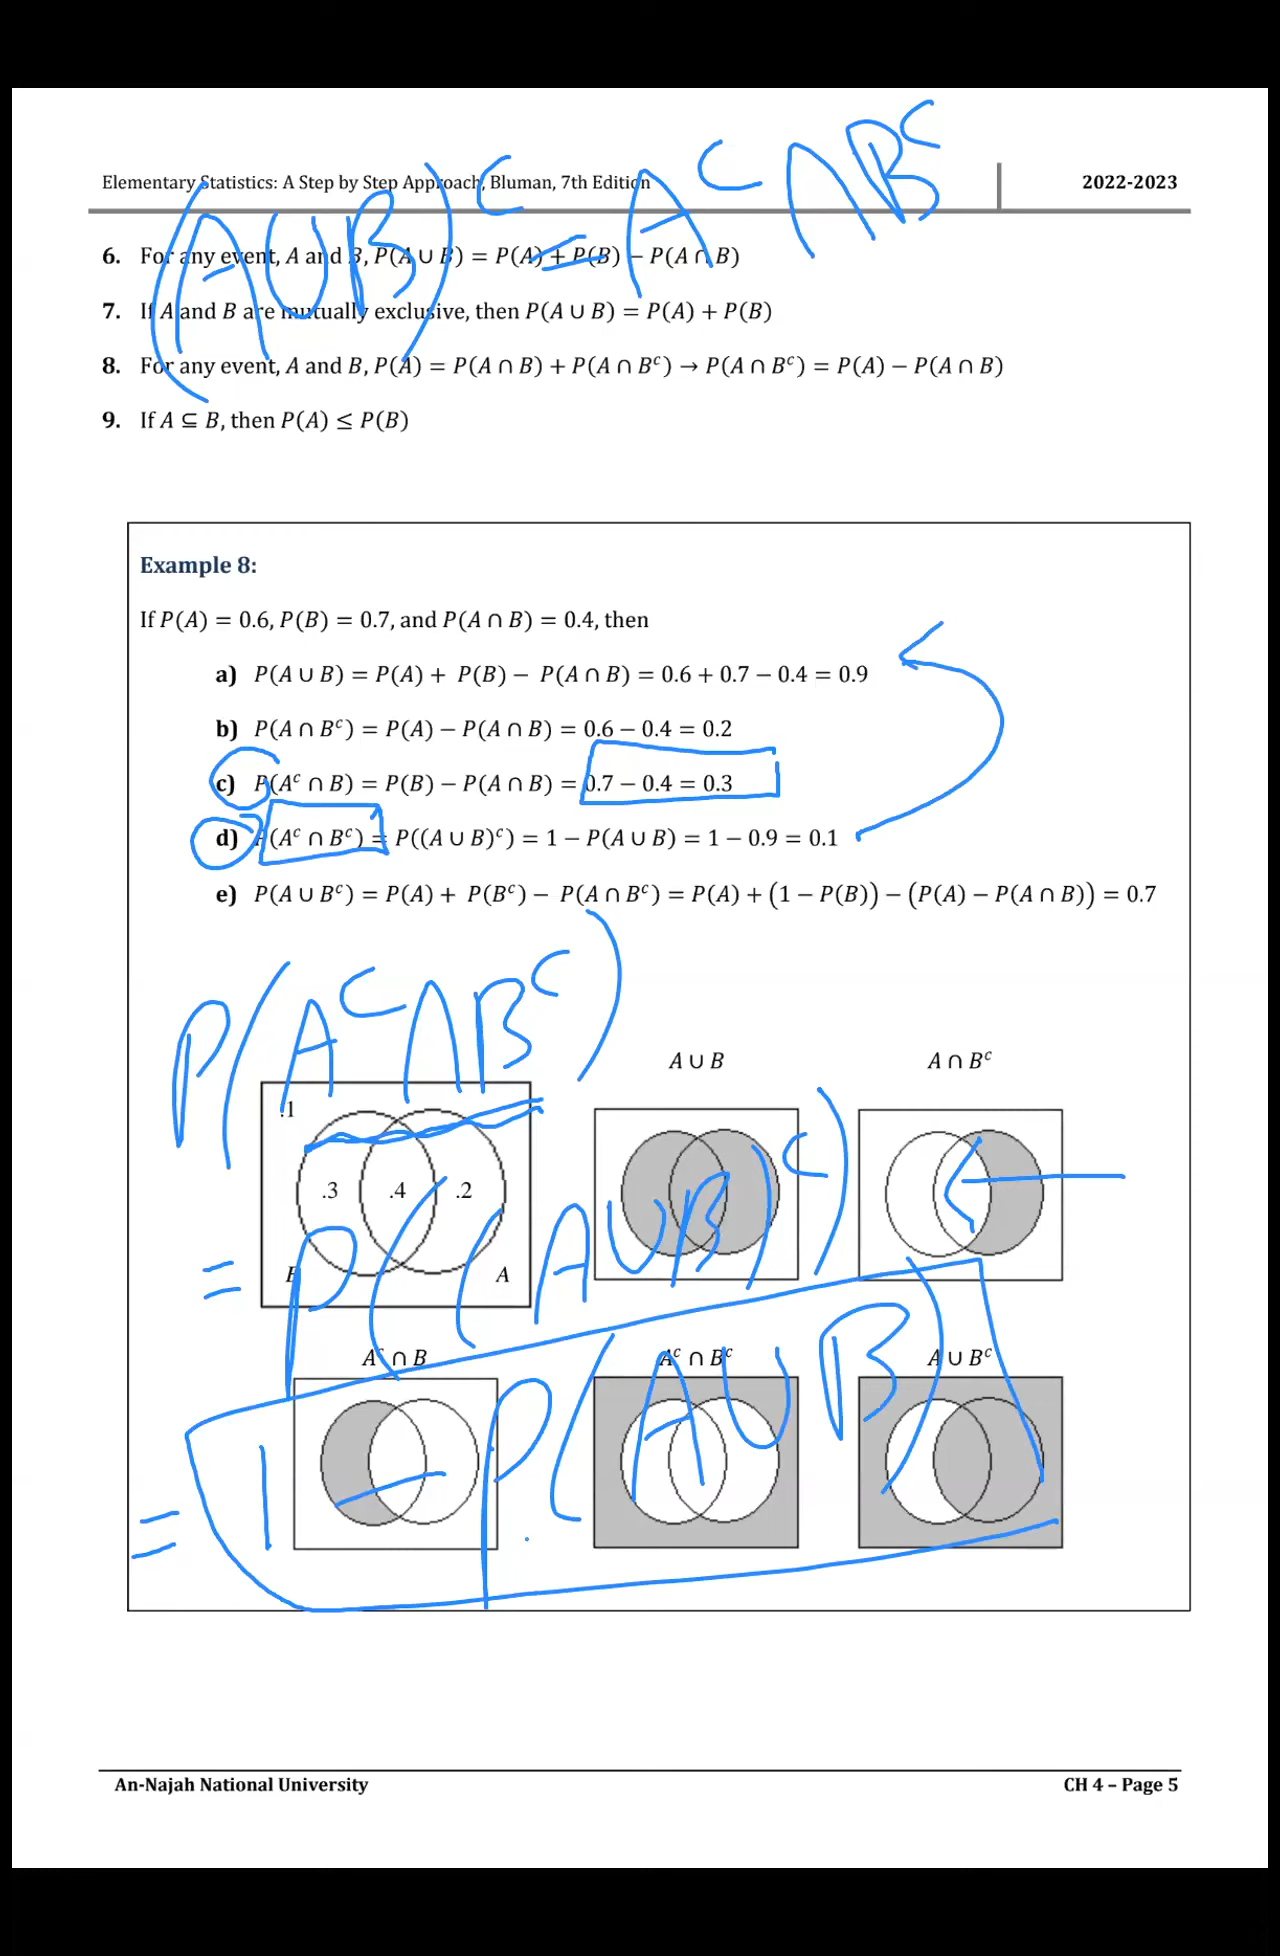 Elementary Statistics: A Step by Step Approach, Bluman, 7th Edition 2022-2023
(A∪B)ᶜ = Aᶜ ∩ Bᶜ
6. For any event, A and B, P(A ∪ B) = P(A) + P(B) − P(A ∩ B)
7. If A and B are mutually exclusive, then P(A ∪ B) = P(A) + P(B)
8. For any event, A and B, P(A) = P(A ∩ B) + P(A ∩ Bᶜ) → P(A ∩ Bᶜ) = P(A) − P(A ∩ B)
9. If A ⊆ B, then P(A) ≤ P(B)
Example 8:
If P(A) = 0.6, P(B) = 0.7, and P(A ∩ B) = 0.4, then
a) P(A ∪ B) = P(A) + P(B) − P(A ∩ B) = 0.6 + 0.7 − 0.4 = 0.9
b) P(A ∩ Bᶜ) = P(A) − P(A ∩ B) = 0.6 − 0.4 = 0.2
c) P(Aᶜ ∩ B) = P(B) − P(A ∩ B) = 0.7 − 0.4 = 0.3
d) P(Aᶜ ∩ Bᶜ) = P((A ∪ B)ᶜ) = 1 − P(A ∪ B) = 1 − 0.9 = 0.1
e) P(A ∪ Bᶜ) = P(A) + P(Bᶜ) − P(A ∩ Bᶜ) = P(A) + (1 − P(B)) − (P(A) − P(A ∩ B)) = 0.7
P(Aᶜ ∩ Bᶜ)
A ∪ B A ∩ Bᶜ
.1
.3 .4 .2
B A
= P((A∪B)ᶜ)
Aᶜ ∩ B Aᶜ ∩ Bᶜ A ∪ Bᶜ
= 1 − P(A∪B)
An-Najah National University CH 4 – Page 5